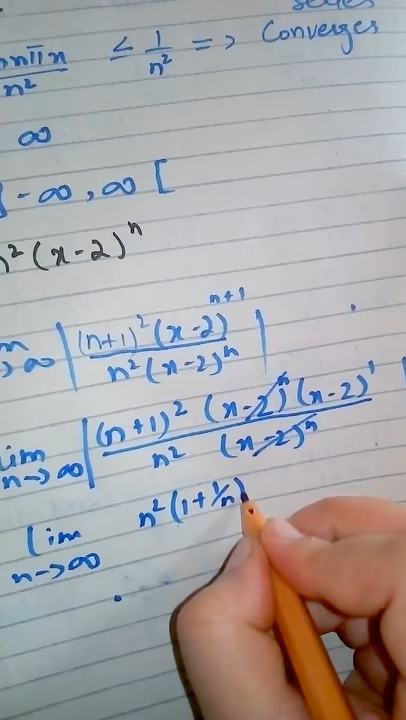 series
nπx / n² ≤ 1/n² => Converges
∞
]-∞, ∞[
n²(x-2)ⁿ
|(n+1)²(x-2)ⁿ⁺¹ / n²(x-2)ⁿ|
->∞
lim n->∞ |(n+1)² (x-2)ⁿ (x-2)¹ / n² (x-2)ⁿ|
lim n->∞ n²(1+1/n)